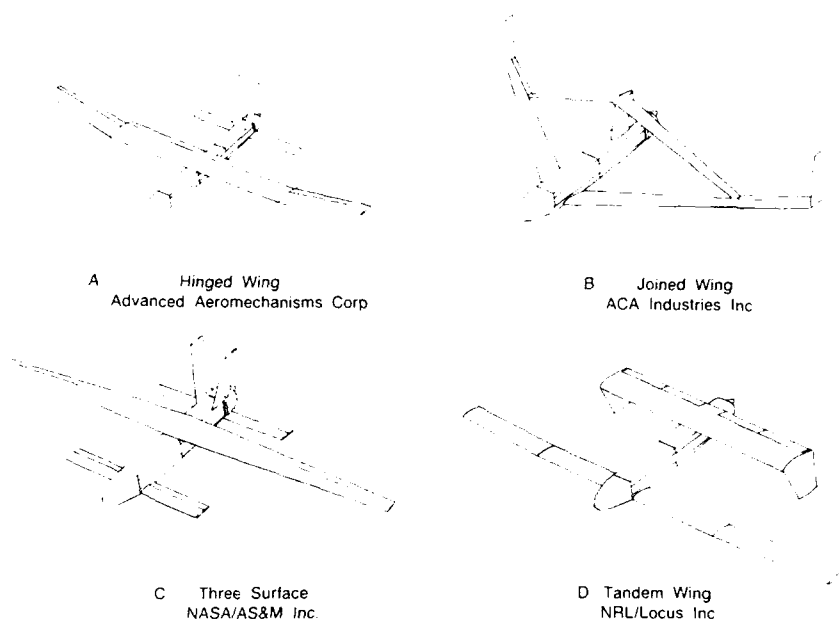 A Hinged Wing
Advanced Aeromechanisms Corp
B Joined Wing
ACA Industries Inc
C Three Surface
NASA/AS&M Inc.
D Tandem Wing
NRL/Locus Inc